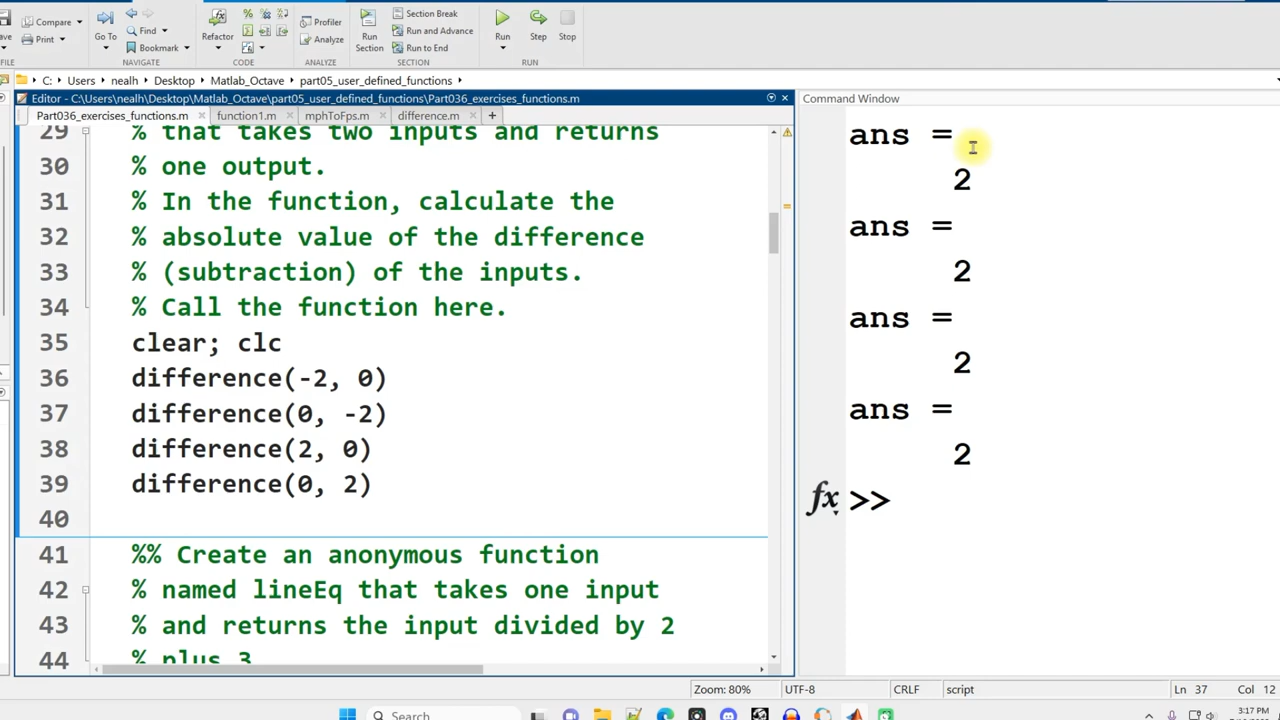 Compare
Print
FILE
Go To
Find
Bookmark
NAVIGATE
Refactor
CODE
Profiler
Analyze
ANALYZE
Run
Section
Section Break
Run and Advance
Run to End
SECTION
Run
Step
Stop
RUN
C: Users nealh Desktop Matlab_Octave part05_user_defined_functions
Editor - C:\Users\nealh\Desktop\Matlab_Octave\part05_user_defined_functions\Part036_exercises_functions.m
Part036_exercises_functions.m function1.m mphToFps.m difference.m +
29 % that takes two inputs and returns
30 % one output.
31 % In the function, calculate the
32 % absolute value of the difference
33 % (subtraction) of the inputs.
34 % Call the function here.
35 clear; clc
36 difference(-2, 0)
37 difference(0, -2)
38 difference(2, 0)
39 difference(0, 2)
40
41 %% Create an anonymous function
42 % named lineEq that takes one input
43 % and returns the input divided by 2
44 % plus 3
Command Window
ans =
2
ans =
2
ans =
2
ans =
2
fx >>
Zoom: 80% UTF-8 CRLF script Ln 37 Col 12
Search
3:17 PM